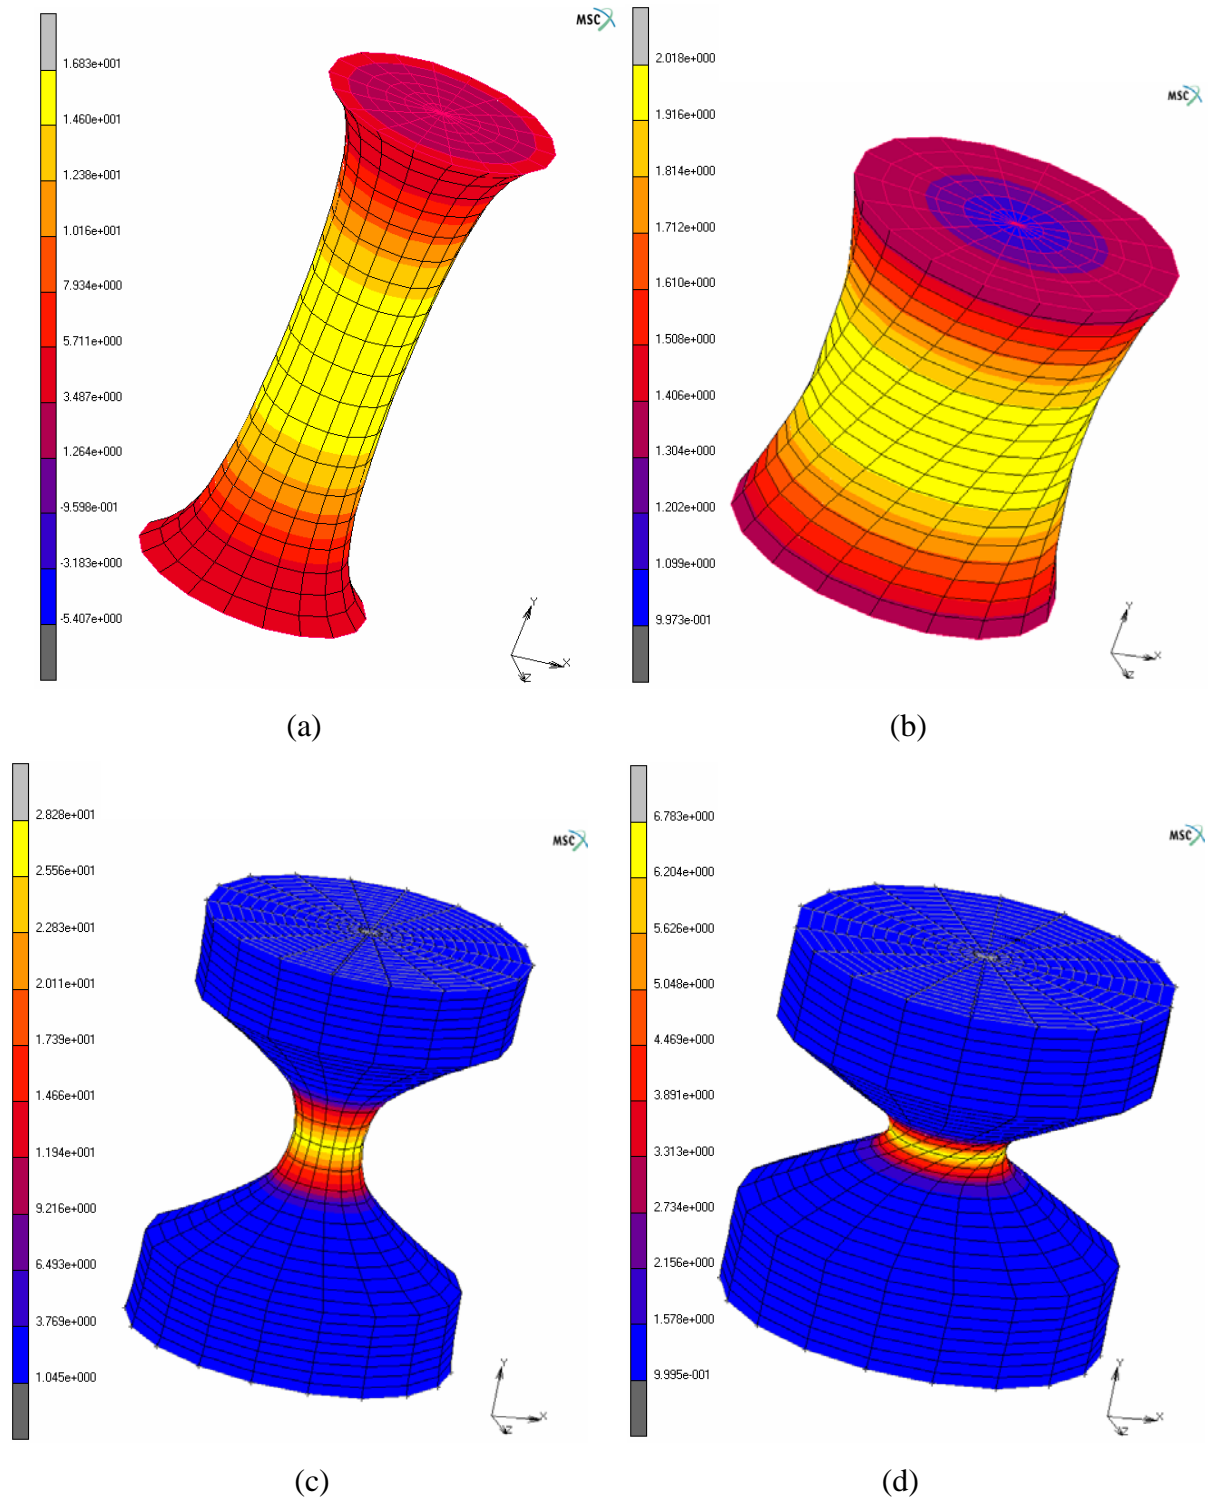 MSC
1.683e+001
1.460e+001
1.238e+001
1.016e+001
7.934e+000
5.711e+000
3.487e+000
1.264e+000
-9.598e-001
-3.183e+000
-5.407e+000
Y
X
Z
(a)
MSC
2.018e+000
1.916e+000
1.814e+000
1.712e+000
1.610e+000
1.508e+000
1.406e+000
1.304e+000
1.202e+000
1.099e+000
9.973e-001
Y
X
Z
(b)
MSC
2.828e+001
2.556e+001
2.283e+001
2.011e+001
1.739e+001
1.466e+001
1.194e+001
9.216e+000
6.493e+000
3.769e+000
1.045e+000
Y
X
Z
(c)
MSC
6.783e+000
6.204e+000
5.626e+000
5.048e+000
4.469e+000
3.891e+000
3.313e+000
2.734e+000
2.156e+000
1.578e+000
9.995e-001
Y
X
Z
(d)